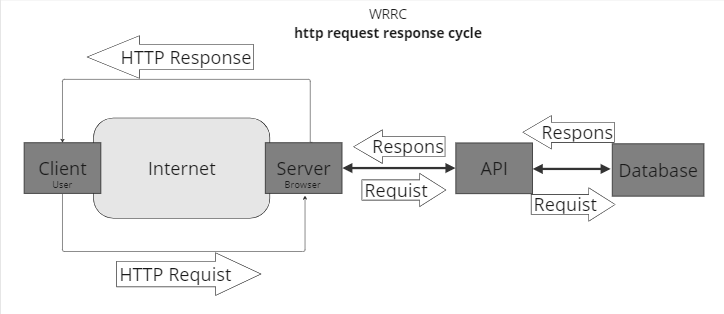 WRRC
http request response cycle
HTTP Response
Client
User
Internet
Server
Browser
Respons
Requist
API
Respons
Requist
Database
HTTP Requist